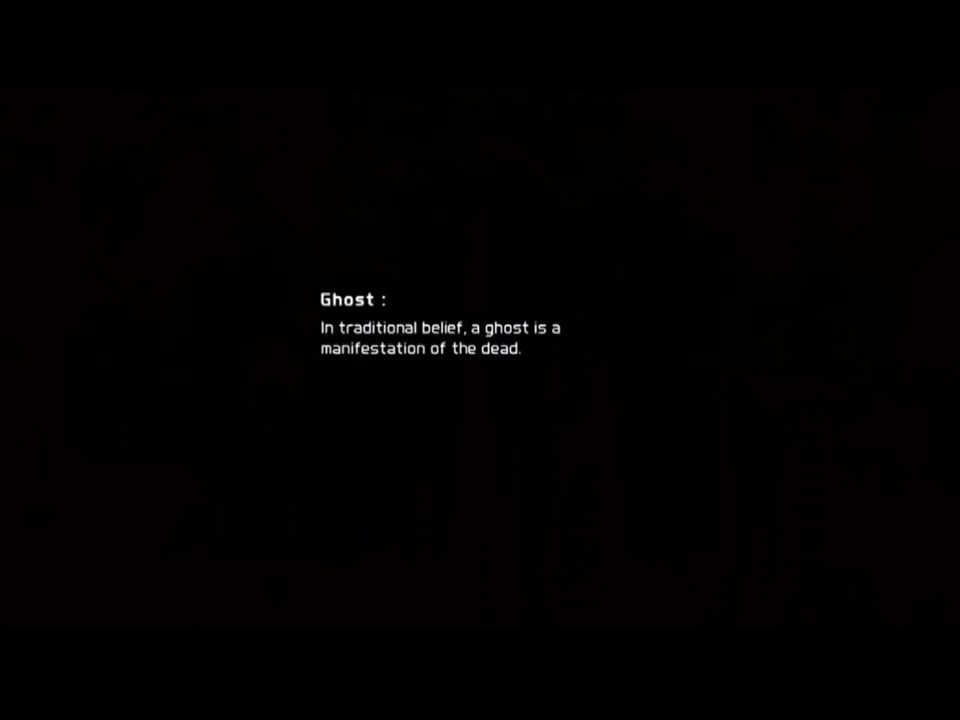 Ghost :
In traditional belief, a ghost is a
manifestation of the dead.